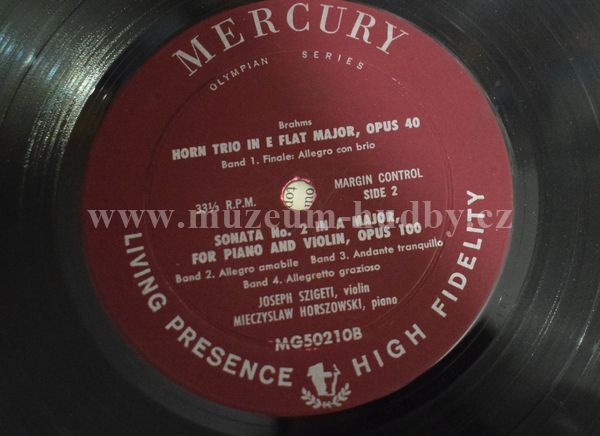 MERCURY
OLYMPIAN SERIES
Brahms
HORN TRIO IN E FLAT MAJOR, OPUS 40
Band 1. Finale: Allegro con brio
33⅓ R.P.M.
MARGIN CONTROL
SIDE 2
www.muzeum-hudby.cz
SONATA No. 2 IN A MAJOR,
FOR PIANO AND VIOLIN, OPUS 100
Band 2. Allegro amabile Band 3. Andante tranquillo
Band 4. Allegretto grazioso
JOSEPH SZIGETI, violin
MIECZYSLAW HORSZOWSKI, piano
MG50210B
LIVING PRESENCE HIGH FIDELITY